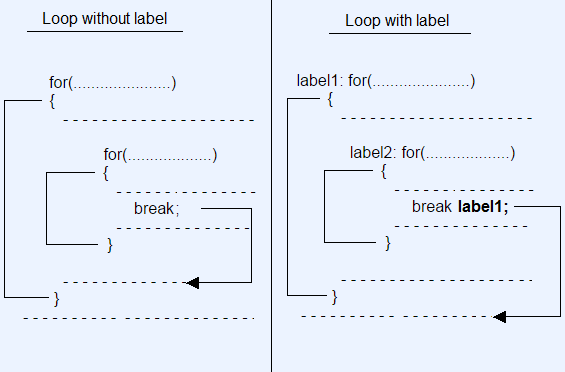 Loop without label
for(......................)
{
for(...................)
{
break;
}
}
Loop with label
label1: for(......................)
{
label2: for(...................)
{
break label1;
}
}